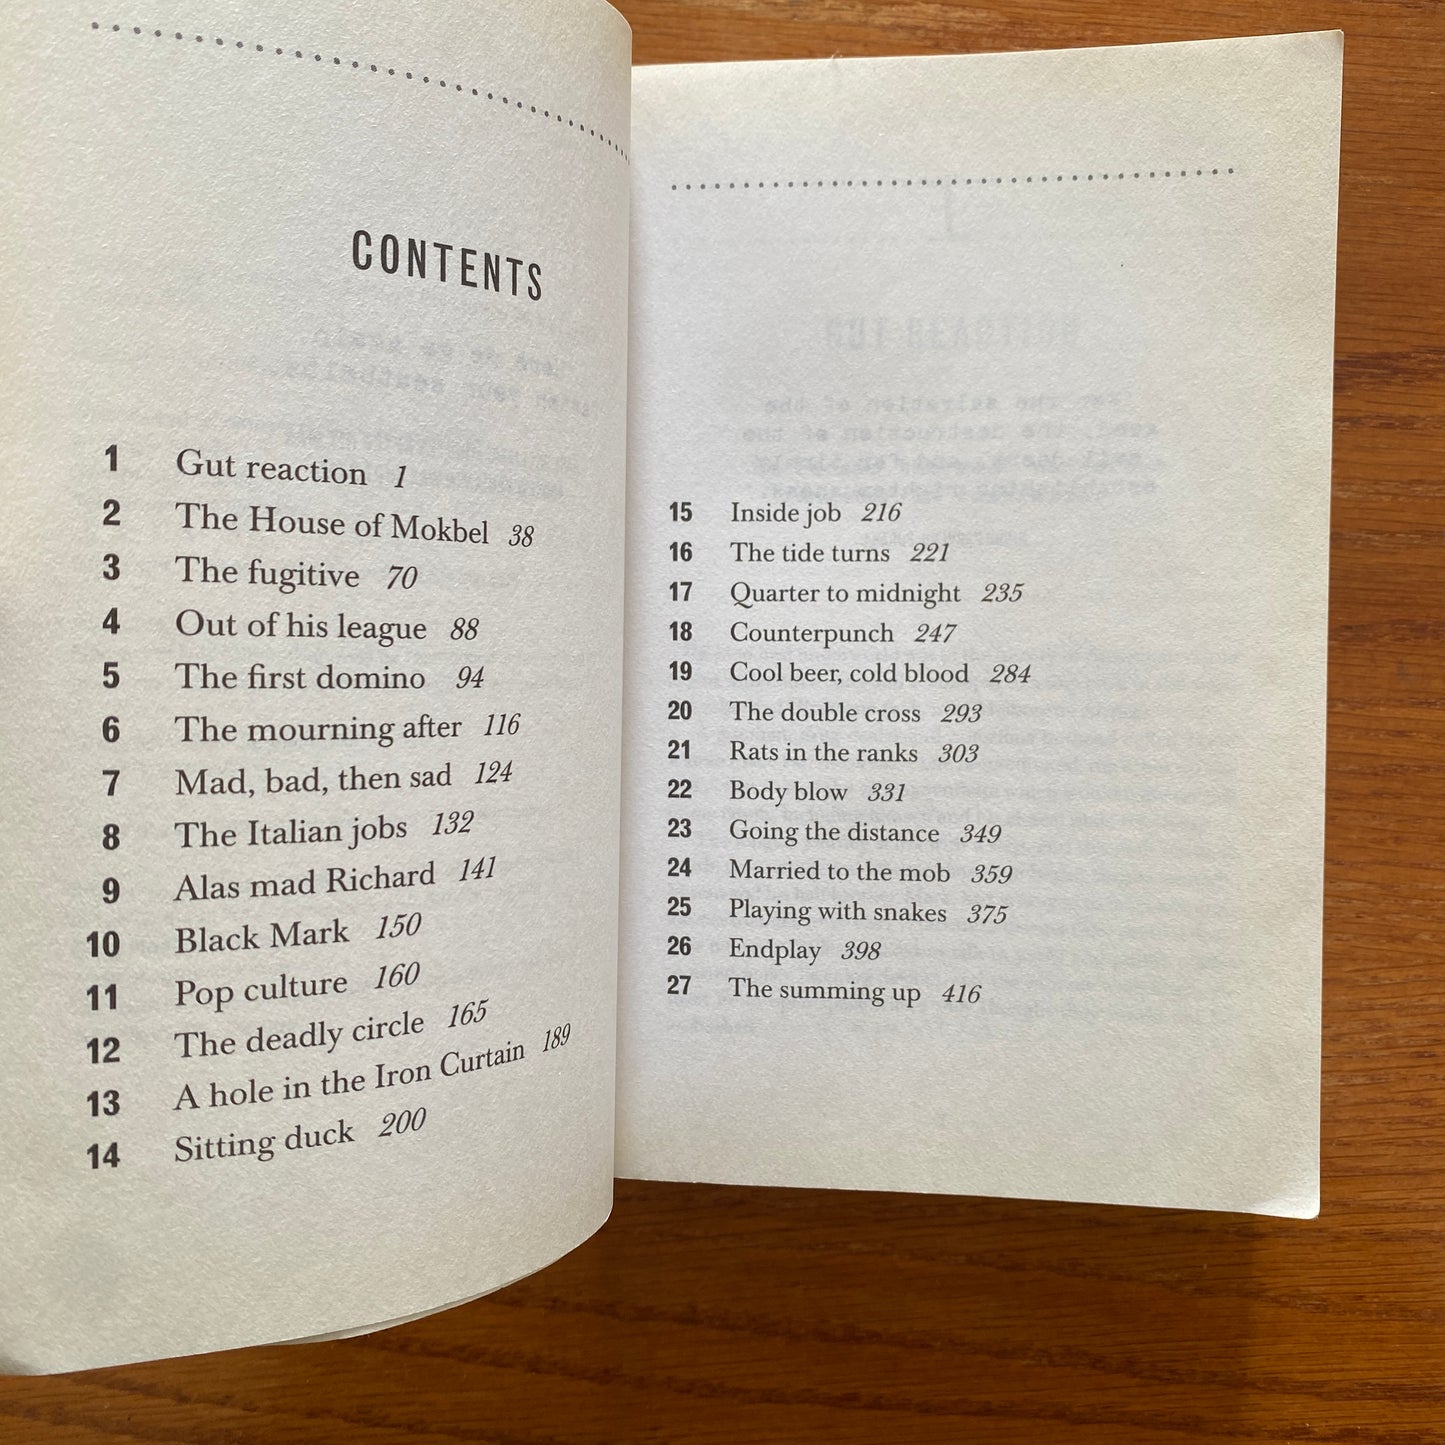 CONTENTS
1 Gut reaction 1
2 The House of Mokbel 38
3 The fugitive 70
4 Out of his league 88
5 The first domino 94
6 The mourning after 116
7 Mad, bad, then sad 124
8 The Italian jobs 132
9 Alas mad Richard 141
10 Black Mark 150
11 Pop culture 160
12 The deadly circle 165
13 A hole in the Iron Curtain 189
14 Sitting duck 200
15 Inside job 216
16 The tide turns 221
17 Quarter to midnight 235
18 Counterpunch 247
19 Cool beer, cold blood 284
20 The double cross 293
21 Rats in the ranks 303
22 Body blow 331
23 Going the distance 349
24 Married to the mob 359
25 Playing with snakes 375
26 Endplay 398
27 The summing up 416